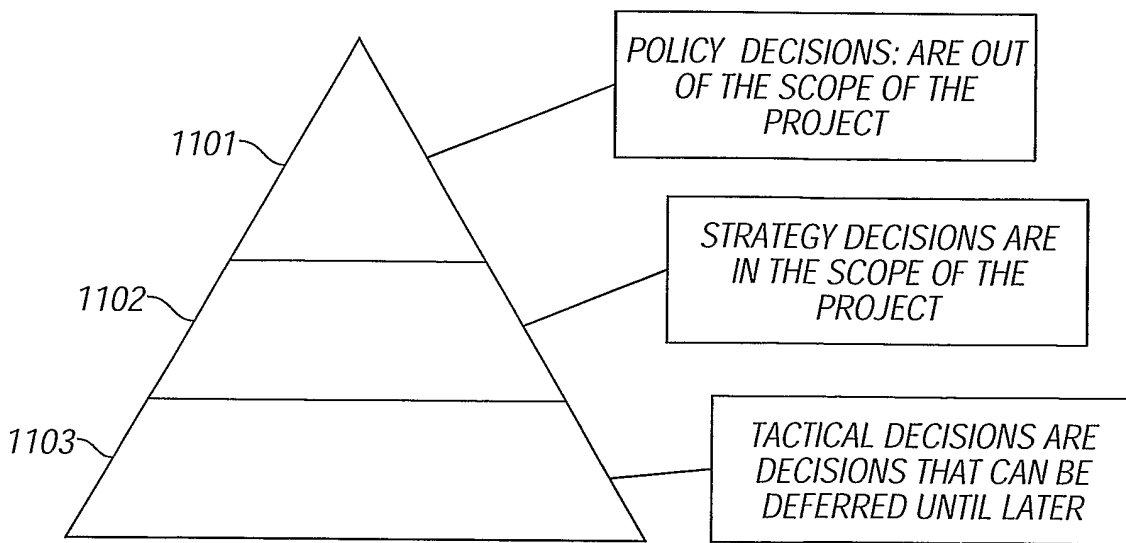 1101
POLICY DECISIONS: ARE OUT
OF THE SCOPE OF THE
PROJECT
1102
STRATEGY DECISIONS ARE
IN THE SCOPE OF THE
PROJECT
1103
TACTICAL DECISIONS ARE
DECISIONS THAT CAN BE
DEFERRED UNTIL LATER